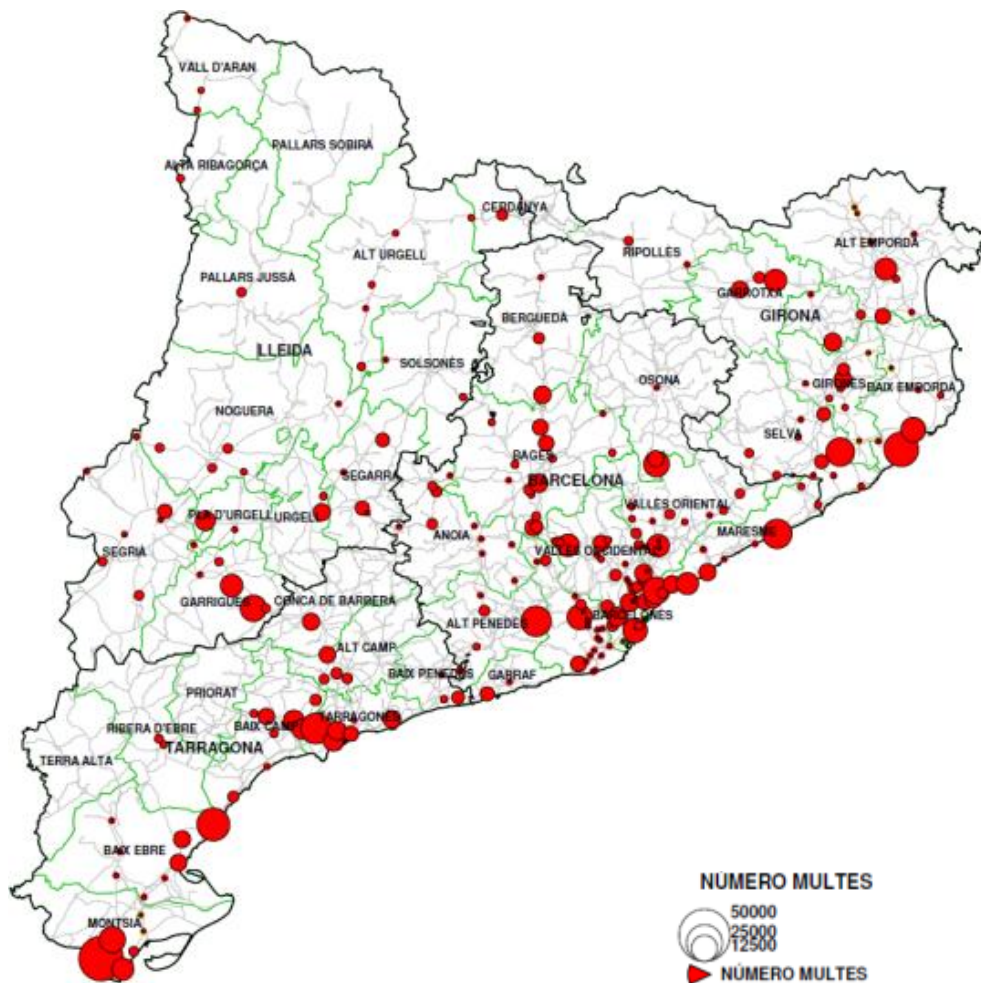 VALL D'ARAN
PALLARS SOBIRÀ
ALTA RIBAGORÇA
CERDANYA
RIPOLLÈS
ALT EMPORDÀ
ALT URGELL
PALLARS JUSSÀ
GARROTXA
GIRONA
BERGUEDÀ
LLEIDA
SOLSONÈS
OSONA
GIRONÈS
BAIX EMPORDÀ
NOGUERA
SELVA
BAGES
SEGARRA
BARCELONA
VALLÈS ORIENTAL
PLA D'URGELL
URGELL
ANOIA
MARESME
SEGRIÀ
VALLÈS OCCIDENTAL
GARRIGUES
CONCA DE BARBERÀ
BARCELONÈS
ALT PENEDÈS
ALT CAMP
BAIX PENEDÈS
GARRAF
PRIORAT
TARRAGONÈS
BAIX CAMP
RIBERA D'EBRE
TARRAGONA
TERRA ALTA
BAIX EBRE
MONTSIÀ
NÚMERO MULTES
50000
25000
12500
NÚMERO MULTES